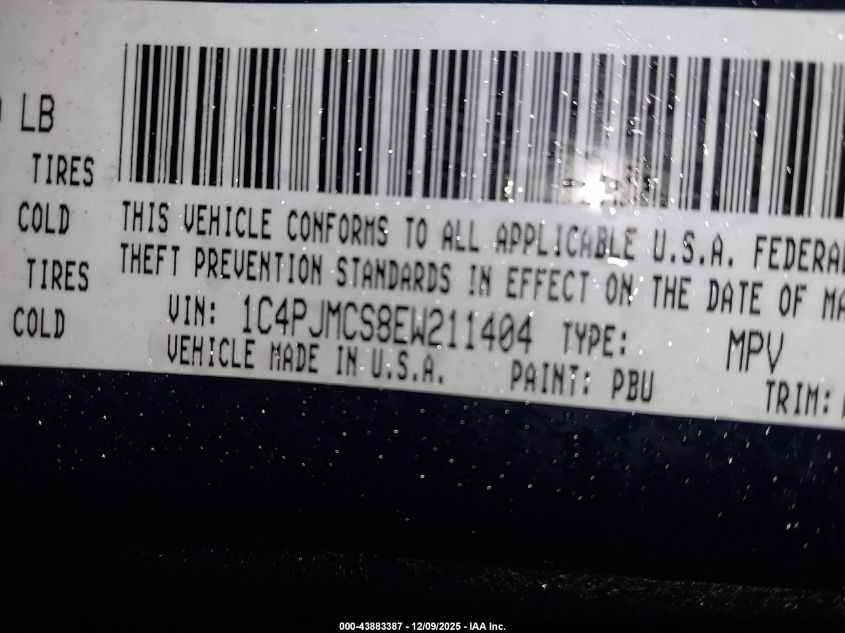 LB
TIRES
COLD
TIRES
COLD
THIS VEHICLE CONFORMS TO ALL APPLICABLE U.S.A. FEDERAL
THEFT PREVENTION STANDARDS IN EFFECT ON THE DATE OF MA
VIN: 1C4PJMCS8EW211404 TYPE: MPV
VEHICLE MADE IN U.S.A. PAINT: PBU TRIM:
000-43883387 - 12/09/2025 - IAA Inc.